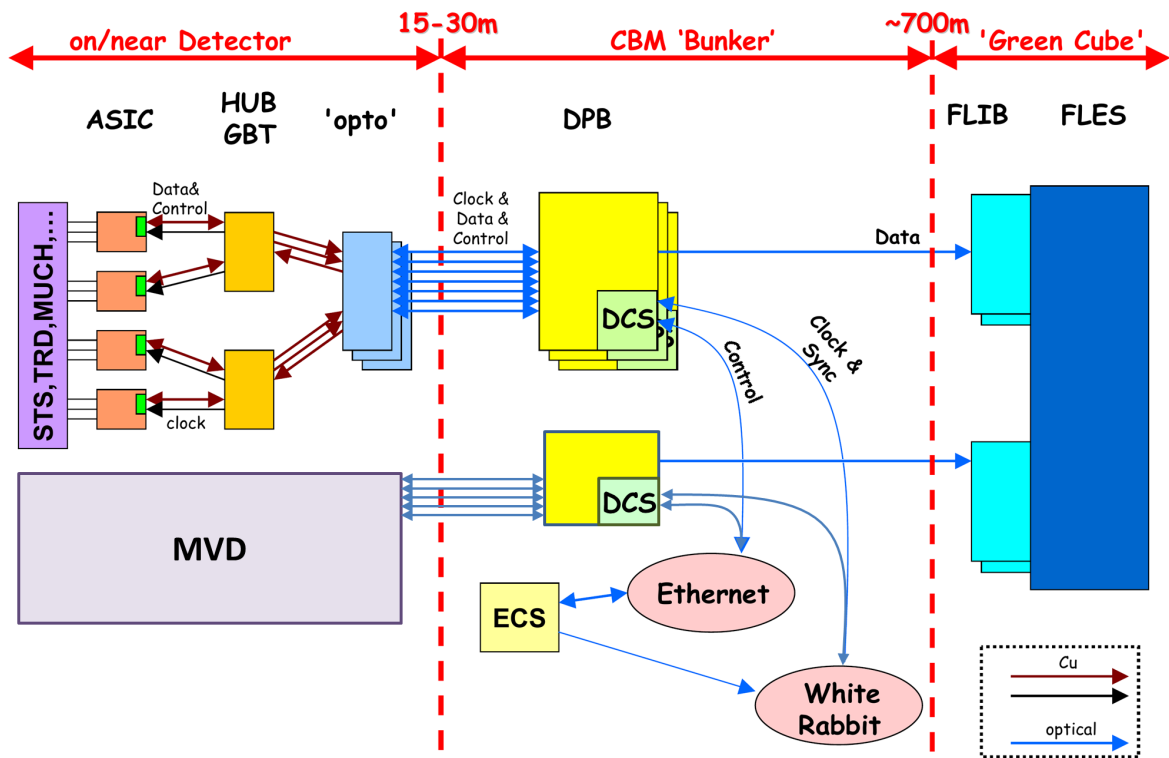 15-30m
~700m
on/near Detector
CBM ‘Bunker’
'Green Cube'
ASIC
HUB
GBT
'opto'
DPB
FLIB
FLES
Data&
Control
Clock &
Data &
Control
Data
STS,TRD,MUCH,...
DCS
Clock &
Sync
Control
clock
DCS
MVD
Ethernet
ECS
White
Rabbit
Cu
optical